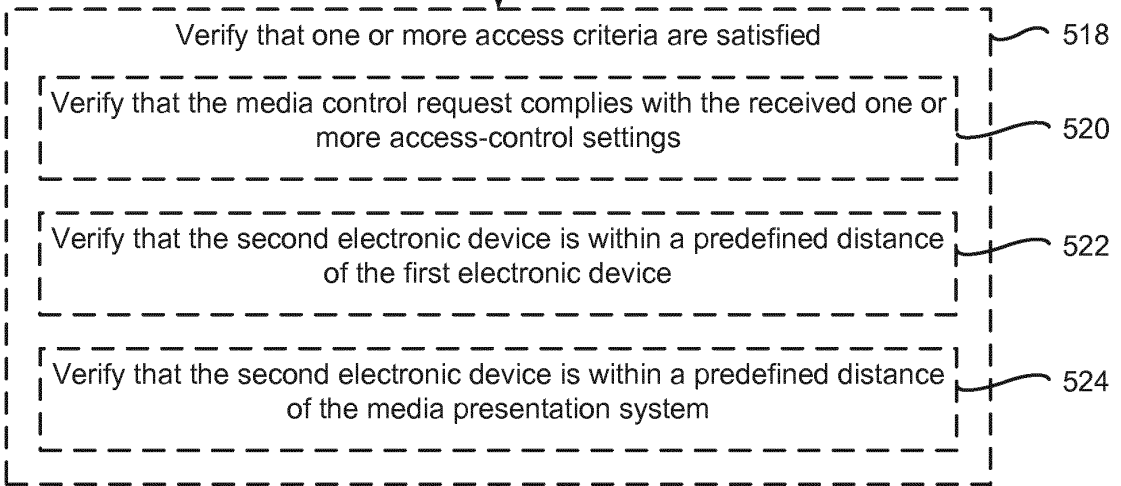 Verify that one or more access criteria are satisfied
518
Verify that the media control request complies with the received one or
more access-control settings
520
Verify that the second electronic device is within a predefined distance
of the first electronic device
522
Verify that the second electronic device is within a predefined distance
of the media presentation system
524